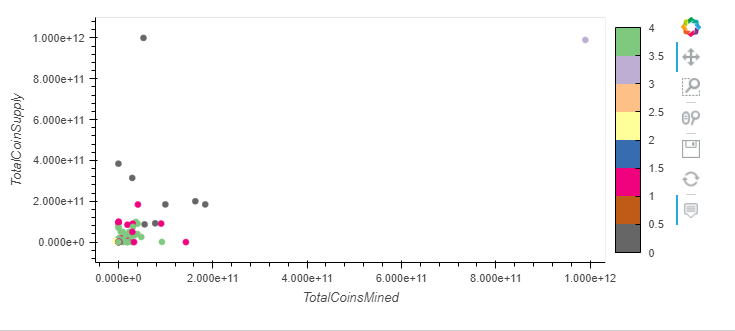 1.000e+12
8.000e+11
6.000e+11
4.000e+11
2.000e+11
0.000e+0
TotalCoinSupply
0.000e+0 2.000e+11 4.000e+11 6.000e+11 8.000e+11 1.000e+12
TotalCoinsMined
4
3.5
3
2.5
2
1.5
1
0.5
0